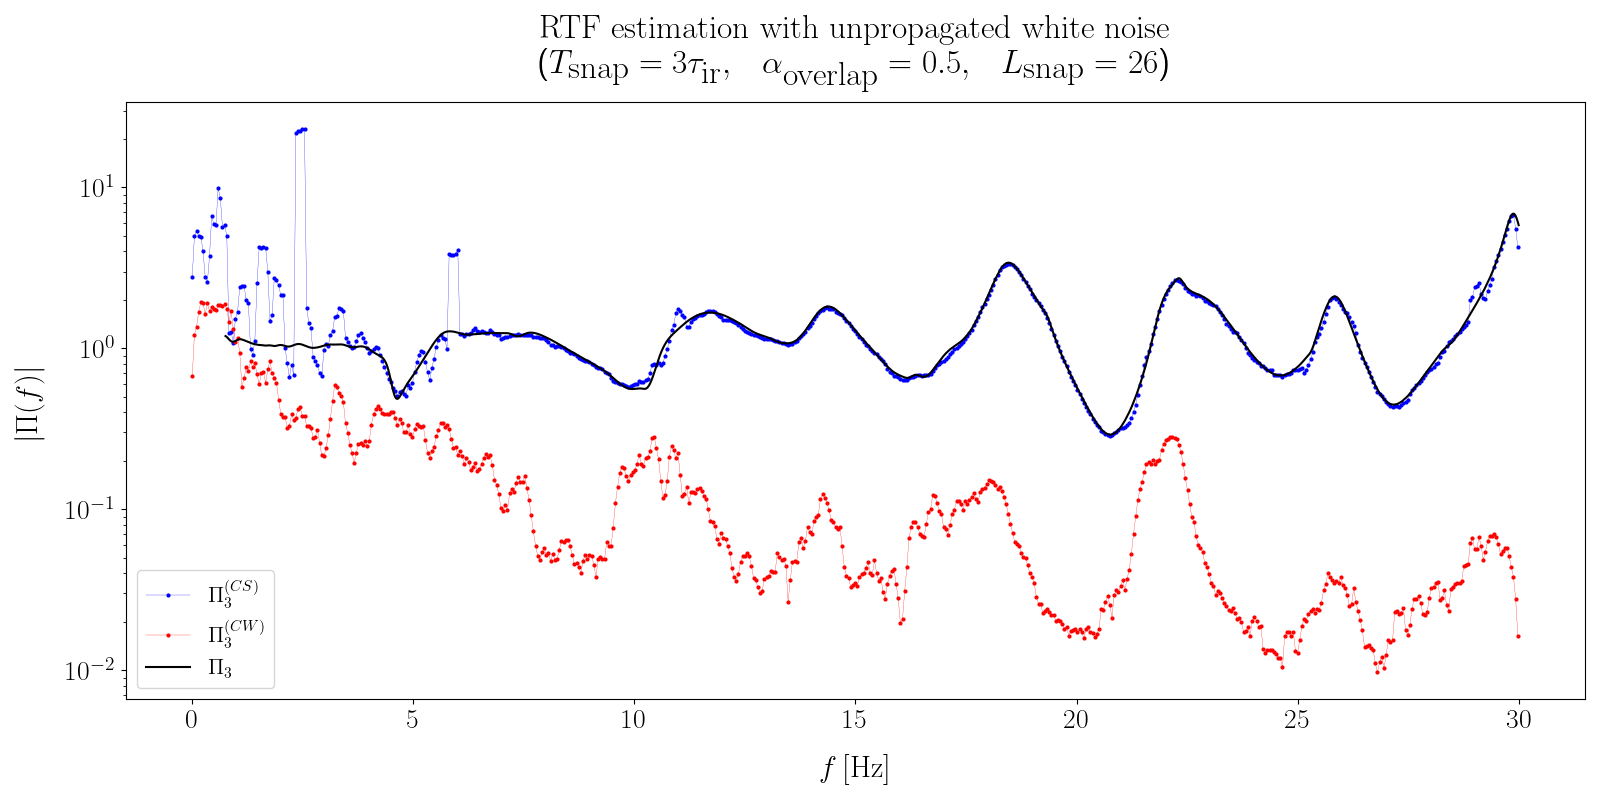 RTF estimation with unpropagated white noise
(T_snap = 3τ_ir, α_overlap = 0.5, L_snap = 26)
|Π(f)|
10^1
10^0
10^-1
10^-2
Π_3^(CS)
Π_3^(CW)
Π_3
0 5 10 15 20 25 30
f [Hz]